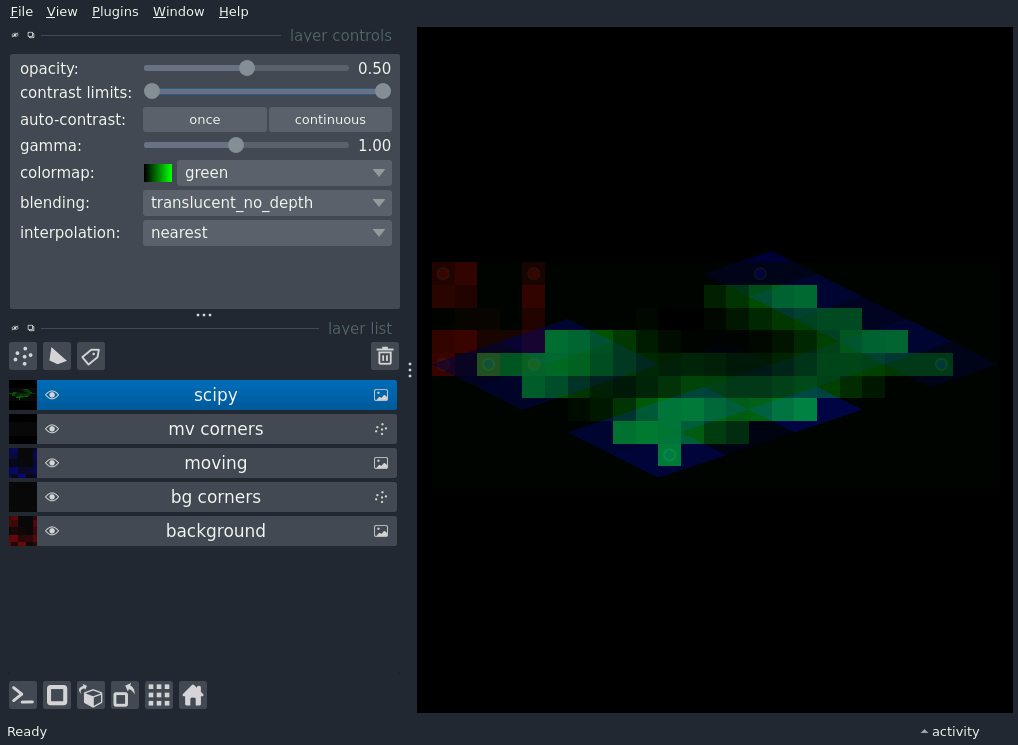 File View Plugins Window Help
layer controls
opacity: 0.50
contrast limits:
auto-contrast: once continuous
gamma: 1.00
colormap: green
blending: translucent_no_depth
interpolation: nearest
layer list
scipy
mv corners
moving
bg corners
background
Ready
activity